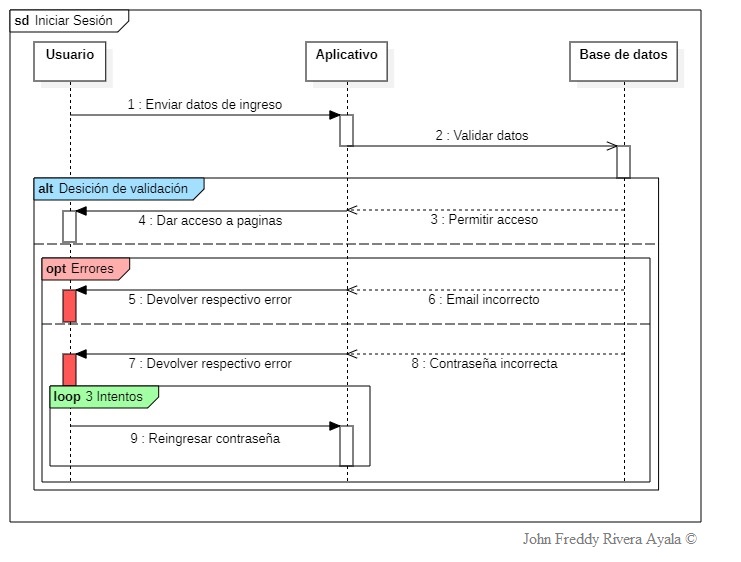 sd Iniciar Sesión
Usuario
Aplicativo
Base de datos
1 : Enviar datos de ingreso
2 : Validar datos
alt Desición de validación
4 : Dar acceso a paginas
3 : Permitir acceso
opt Errores
5 : Devolver respectivo error
6 : Email incorrecto
7 : Devolver respectivo error
8 : Contraseña incorrecta
loop 3 Intentos
9 : Reingresar contraseña
John Freddy Rivera Ayala ©